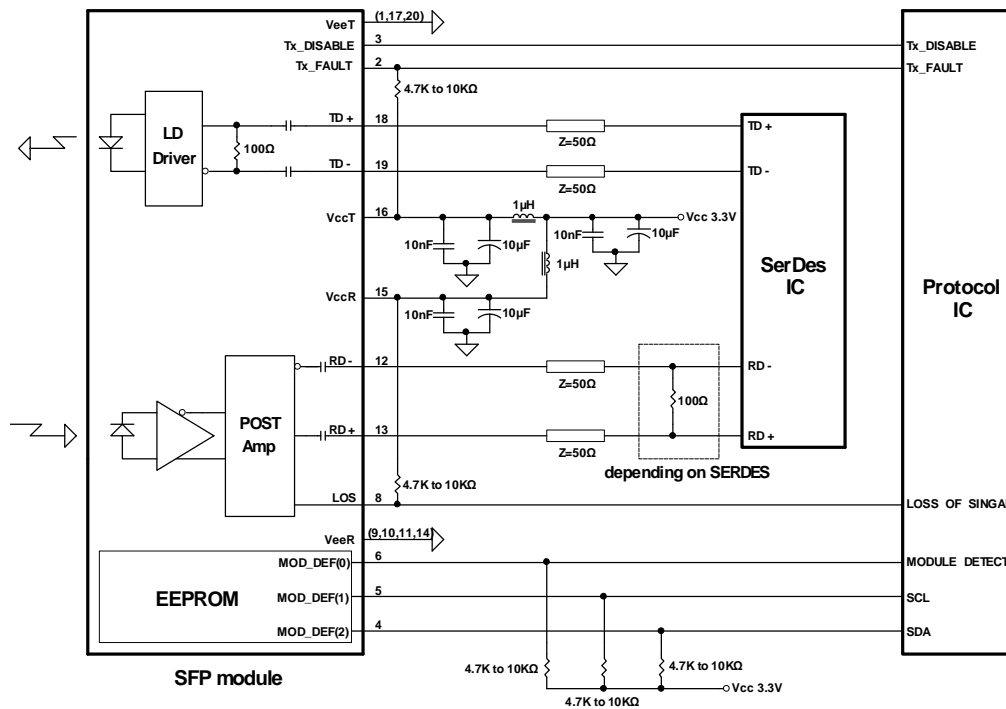 VeeT
(1,17,20)
Tx_DISABLE
3
Tx_DISABLE
Tx_FAULT
2
Tx_FAULT
4.7K to 10KΩ
LD
Driver
100Ω
TD+
18
Z=50Ω
TD+
TD-
19
Z=50Ω
TD-
VccT
16
1µH
Vcc 3.3V
10nF
10µF
10nF
10µF
1µH
SerDes
IC
Protocol
IC
VccR
15
10nF
10µF
RD-
12
Z=50Ω
RD-
POST
Amp
100Ω
RD+
13
Z=50Ω
RD+
depending on SERDES
4.7K to 10KΩ
LOS
8
LOSS OF SINGAL
VeeR
(9,10,11,14)
MOD_DEF(0)
6
MODULE DETECT
EEPROM
MOD_DEF(1)
5
SCL
MOD_DEF(2)
4
SDA
4.7K to 10KΩ
4.7K to 10KΩ
4.7K to 10KΩ
Vcc 3.3V
SFP module